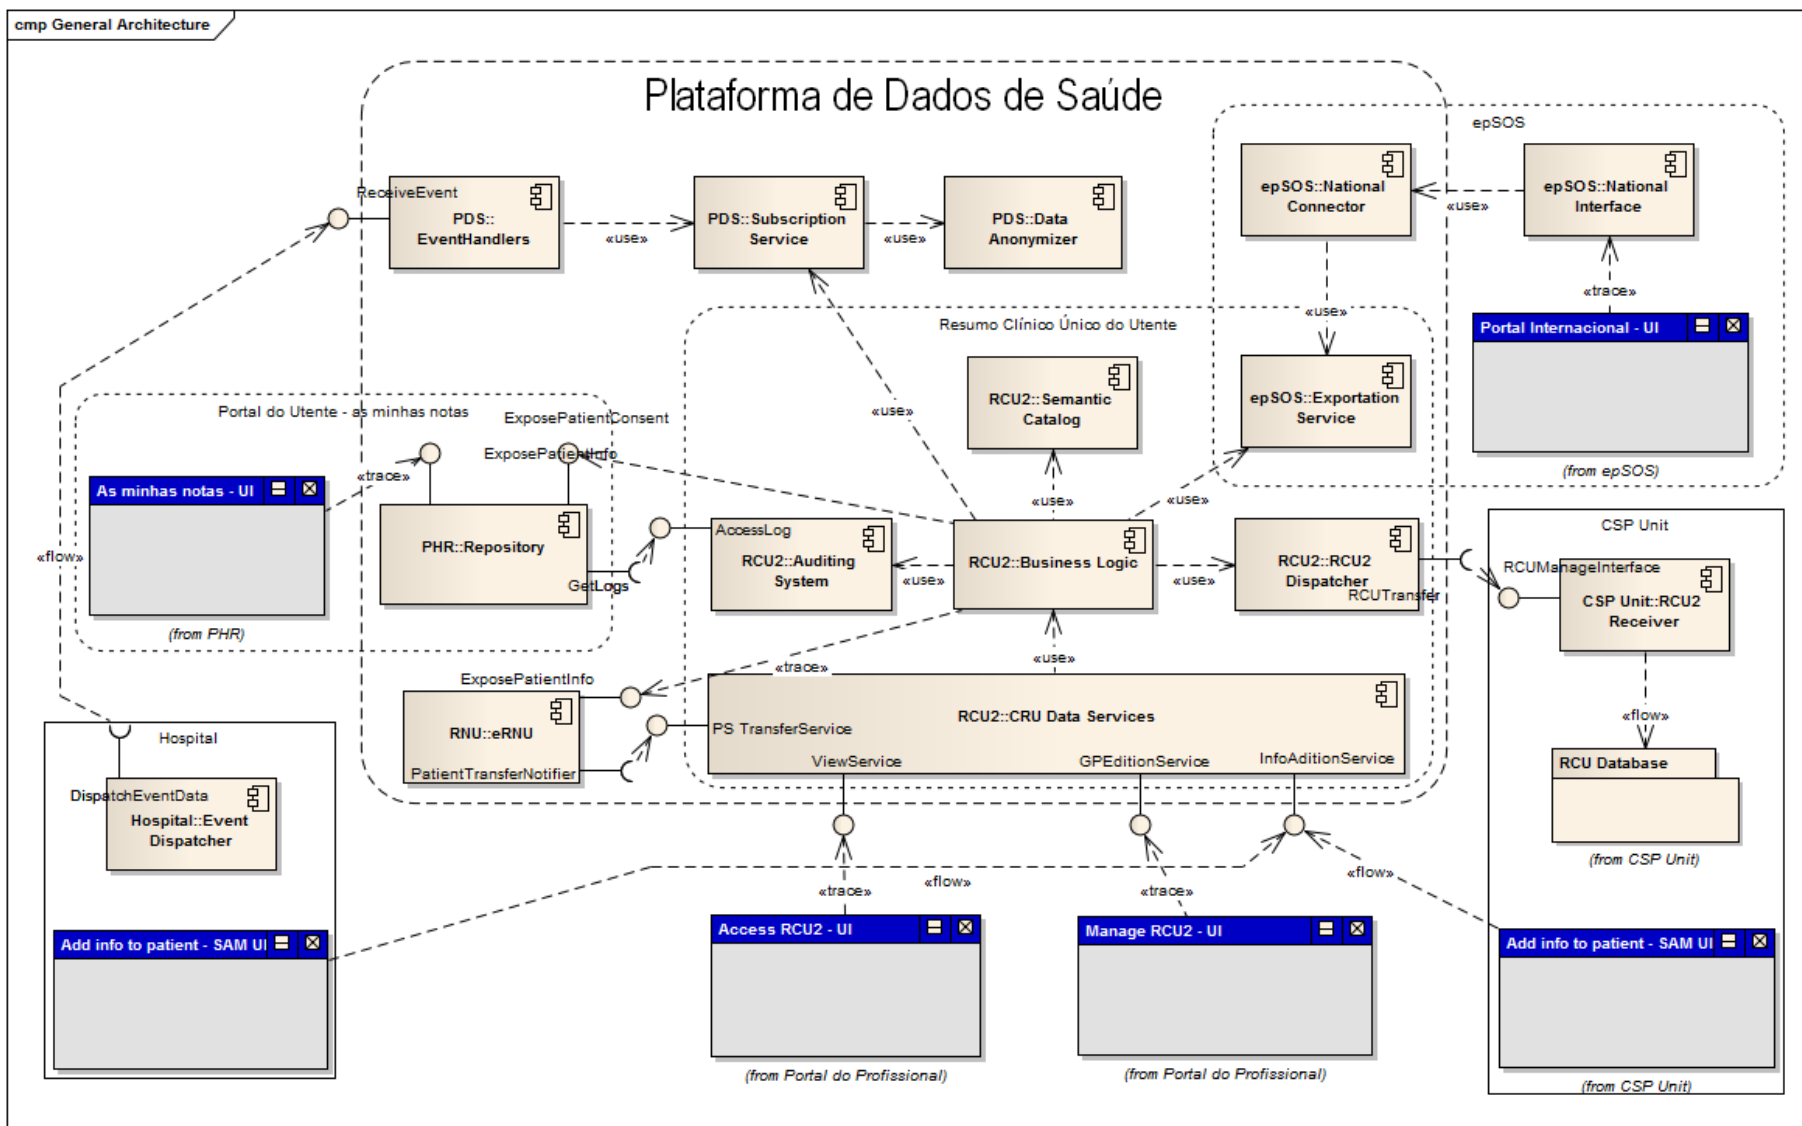 cmp General Architecture
Plataforma de Dados de Saúde
epSOS
epSOS::National
Connector
epSOS::National
Interface
«use»
ReceiveEvent
PDS::
EventHandlers
«use»
PDS::Subscription
Service
«use»
PDS::Data
Anonymizer
«trace»
«use»
Portal Internacional - UI
(from epSOS)
Resumo Clínico Único do Utente
RCU2::Semantic
Catalog
epSOS::Exportation
Service
«use»
Portal do Utente - as minhas notas
ExposePatientConsent
ExposePatientInfo
«trace»
As minhas notas - UI
(from PHR)
«flow»
PHR::Repository
GetLogs
AccessLog
RCU2::Auditing
System
«use»
RCU2::Business Logic
«use»
«use»
«use»
RCU2::RCU2
Dispatcher
RCUTransfer
CSP Unit
RCUManageInterface
CSP Unit::RCU2
Receiver
«flow»
RCU Database
(from CSP Unit)
«trace»
«use»
ExposePatientInfo
RNU::eRNU
PatientTransferNotifier
PS TransferService
RCU2::CRU Data Services
ViewService
GPEditionService
InfoAditionService
Hospital
DispatchEventData
Hospital::Event
Dispatcher
«trace»
«flow»
«trace»
«flow»
Add info to patient - SAM UI
Access RCU2 - UI
(from Portal do Profissional)
Manage RCU2 - UI
(from Portal do Profissional)
Add info to patient - SAM UI
(from CSP Unit)